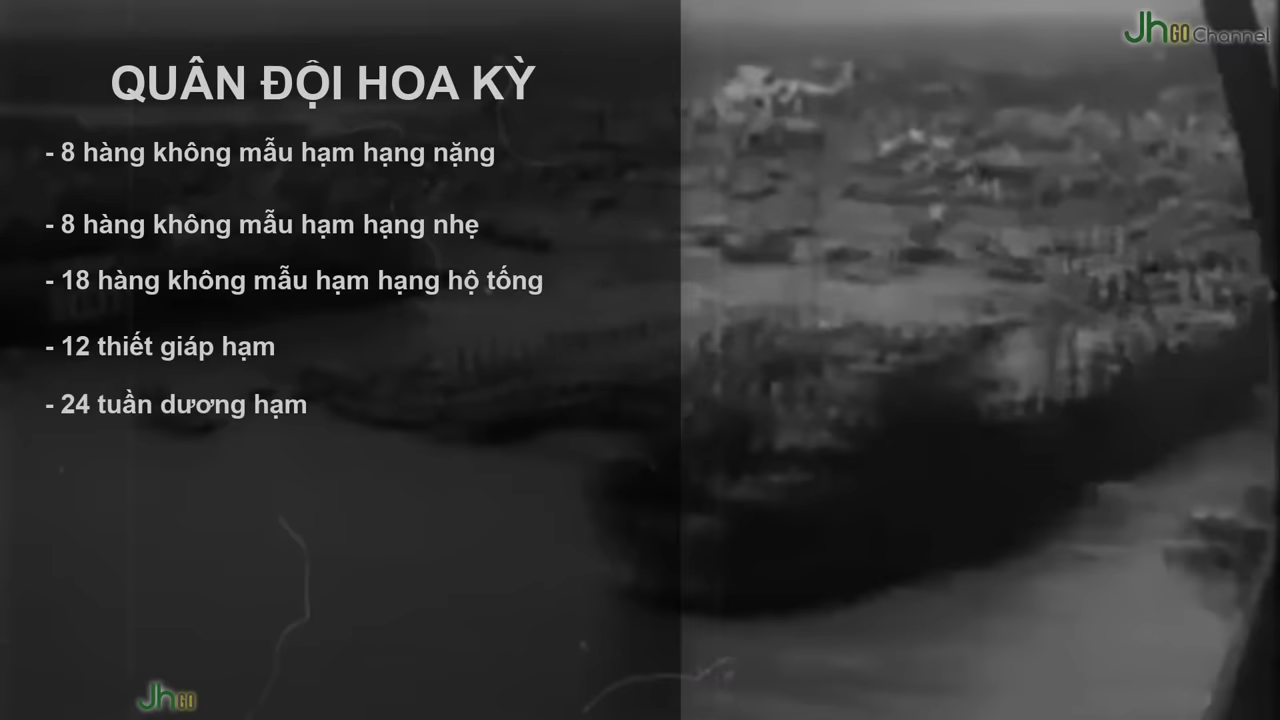 JhGO Channel
QUÂN ĐỘI HOA KỲ
- 8 hàng không mẫu hạm hạng nặng
- 8 hàng không mẫu hạm hạng nhẹ
- 18 hàng không mẫu hạm hạng hộ tống
- 12 thiết giáp hạm
- 24 tuần dương hạm
JhGO